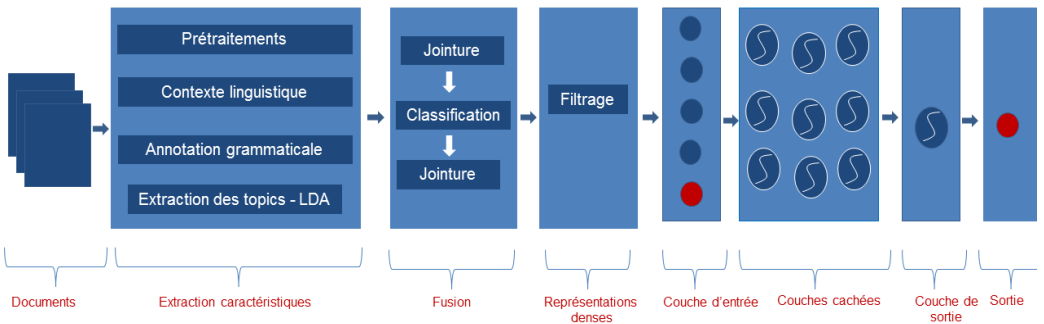 Prétraitements
Contexte linguistique
Annotation grammaticale
Extraction des topics - LDA
Jointure
Classification
Jointure
Filtrage
Documents
Extraction caractéristiques
Fusion
Représentations
denses
Couche d'entrée
Couches cachées
Couche de
sortie
Sortie